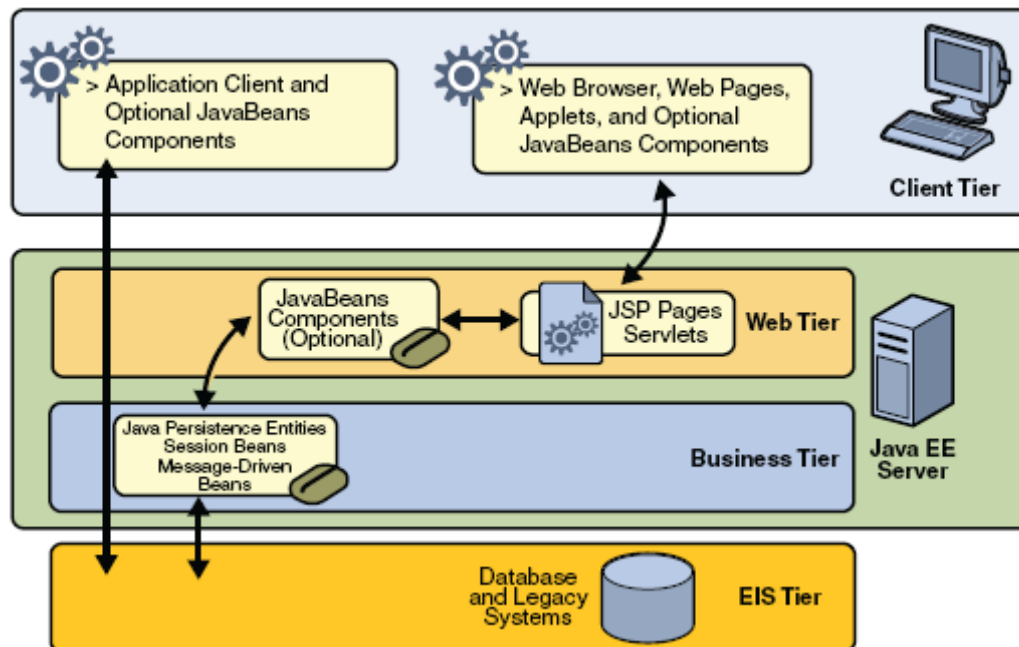 > Application Client and
Optional JavaBeans
Components
> Web Browser, Web Pages,
Applets, and Optional
JavaBeans Components
Client Tier
JavaBeans
Components
(Optional)
JSP Pages
Servlets
Web Tier
Java Persistence Entities
Session Beans
Message-Driven
Beans
Business Tier
Java EE
Server
Database
and Legacy
Systems
EIS Tier